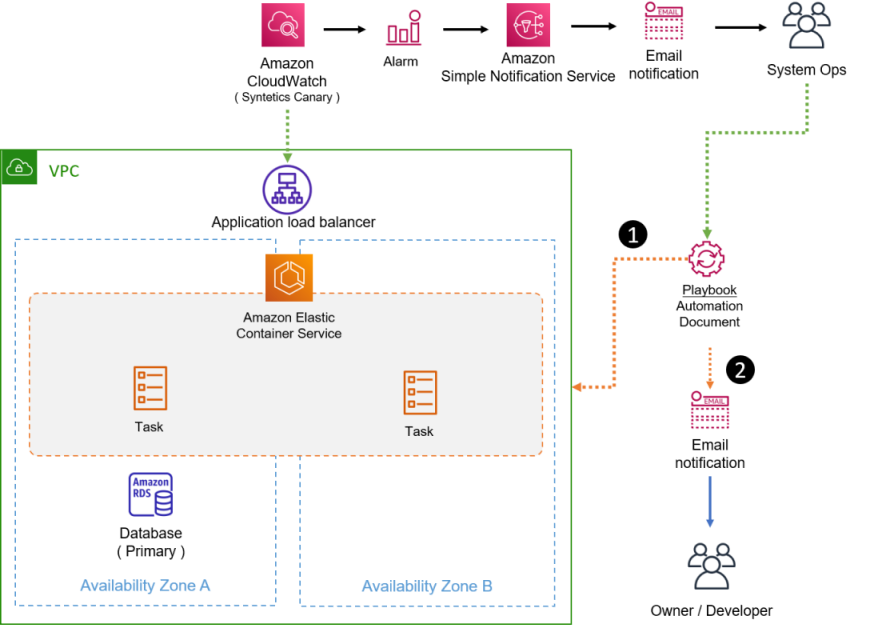 Amazon
CloudWatch
( Syntetics Canary )
Alarm
Amazon
Simple Notification Service
EMAIL
Email
notification
System Ops
VPC
Application load balancer
1
Amazon Elastic
Container Service
Task
Task
Amazon
RDS
Database
( Primary )
Availability Zone A
Availability Zone B
Playbook
Automation
Document
2
EMAIL
Email
notification
Owner / Developer